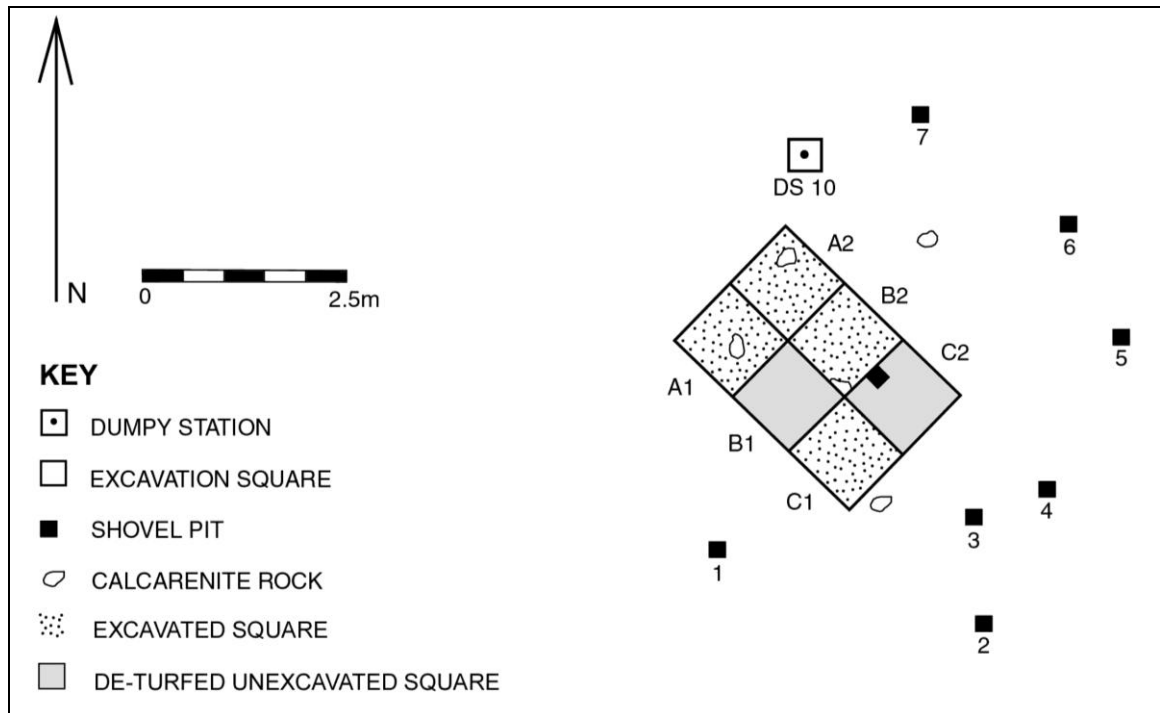 7
DS 10
A2
6
B2
N
0
2.5m
C2
5
KEY
A1
DUMPY STATION
B1
EXCAVATION SQUARE
C1
4
SHOVEL PIT
3
1
CALCARENITE ROCK
EXCAVATED SQUARE
2
DE-TURFED UNEXCAVATED SQUARE